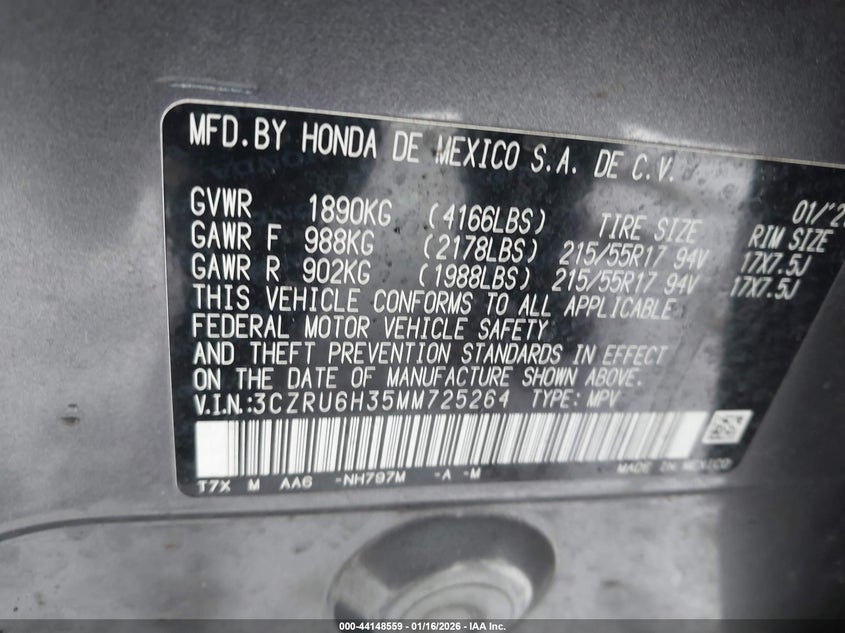 MFD.BY HONDA DE MEXICO S.A. DE C.V.
01/'20
GVWR 1890KG (4166LBS) TIRE SIZE RIM SIZE
GAWR F 988KG (2178LBS) 215/55R17 94V 17X7.5J
GAWR R 902KG (1988LBS) 215/55R17 94V 17X7.5J
THIS VEHICLE CONFORMS TO ALL APPLICABLE
FEDERAL MOTOR VEHICLE SAFETY
AND THEFT PREVENTION STANDARDS IN EFFECT
ON THE DATE OF MANUFACTURE SHOWN ABOVE.
V.I.N.:3CZRU6H35MM725264 TYPE: MPV
T7X M AA6 -NH797M -A -M MADE IN MEXICO
000-44148559 - 01/16/2026 - IAA Inc.